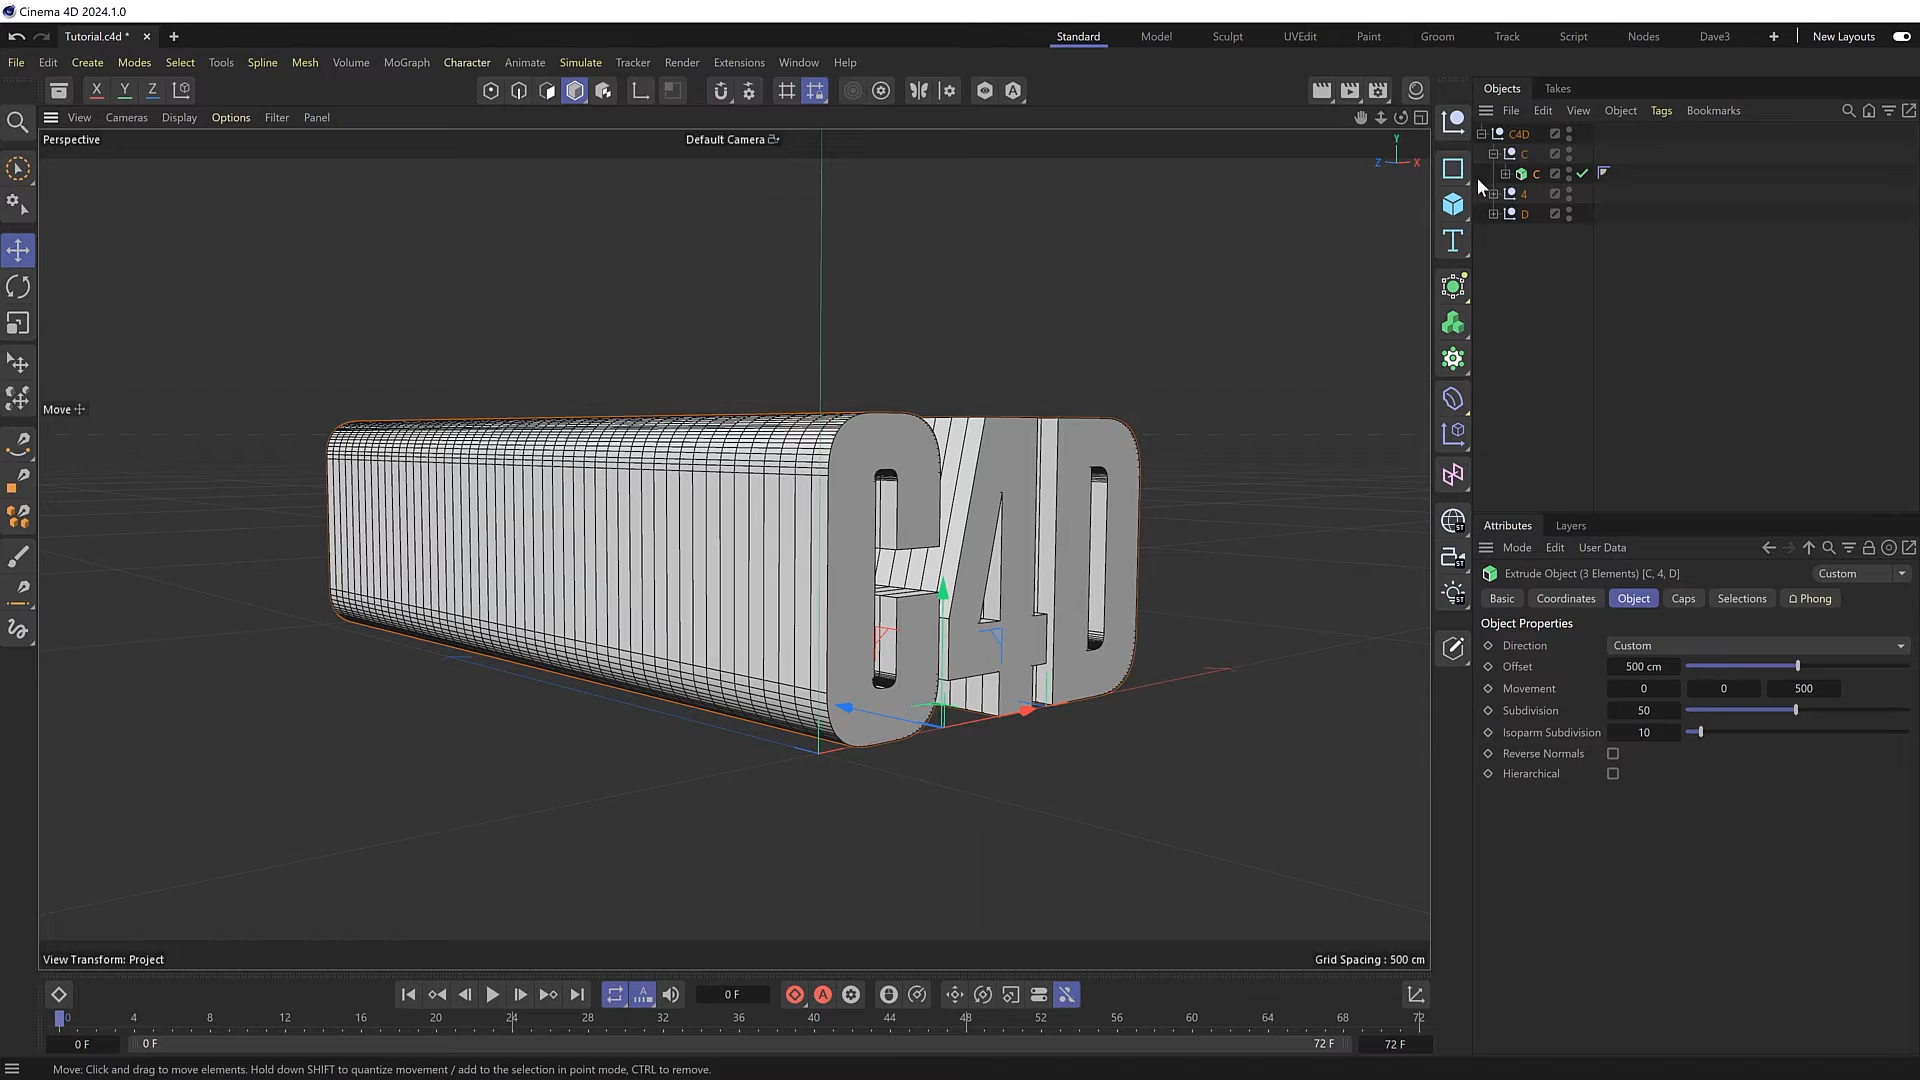 Cinema 4D 2024.1.0
Tutorial.c4d *
Standard Model Sculpt UVEdit Paint Groom Track Script Nodes Dave3 New Layouts
File Edit Create Modes Select Tools Spline Mesh Volume MoGraph Character Animate Simulate Tracker Render Extensions Window Help
X Y Z
Objects Takes
View Cameras Display Options Filter Panel
File Edit View Object Tags Bookmarks
Perspective
Default Camera
Y
Z X
C4D
C
C
4
D
Move
C4D
Attributes Layers
Mode Edit User Data
Extrude Object (3 Elements) [C, 4, D]
Custom
Basic Coordinates Object Caps Selections Phong
Object Properties
Direction Custom
Offset 500 cm
Movement 0 0 500
Subdivision 50
Isoparm Subdivision 10
Reverse Normals
Hierarchical
View Transform: Project
Grid Spacing : 500 cm
0 F
0 4 8 12 16 20 24 28 32 36 40 44 48 52 56 60 64 68 72
0 F 0 F 72 F 72 F
Move: Click and drag to move elements. Hold down SHIFT to quantize movement / add to the selection in point mode, CTRL to remove.